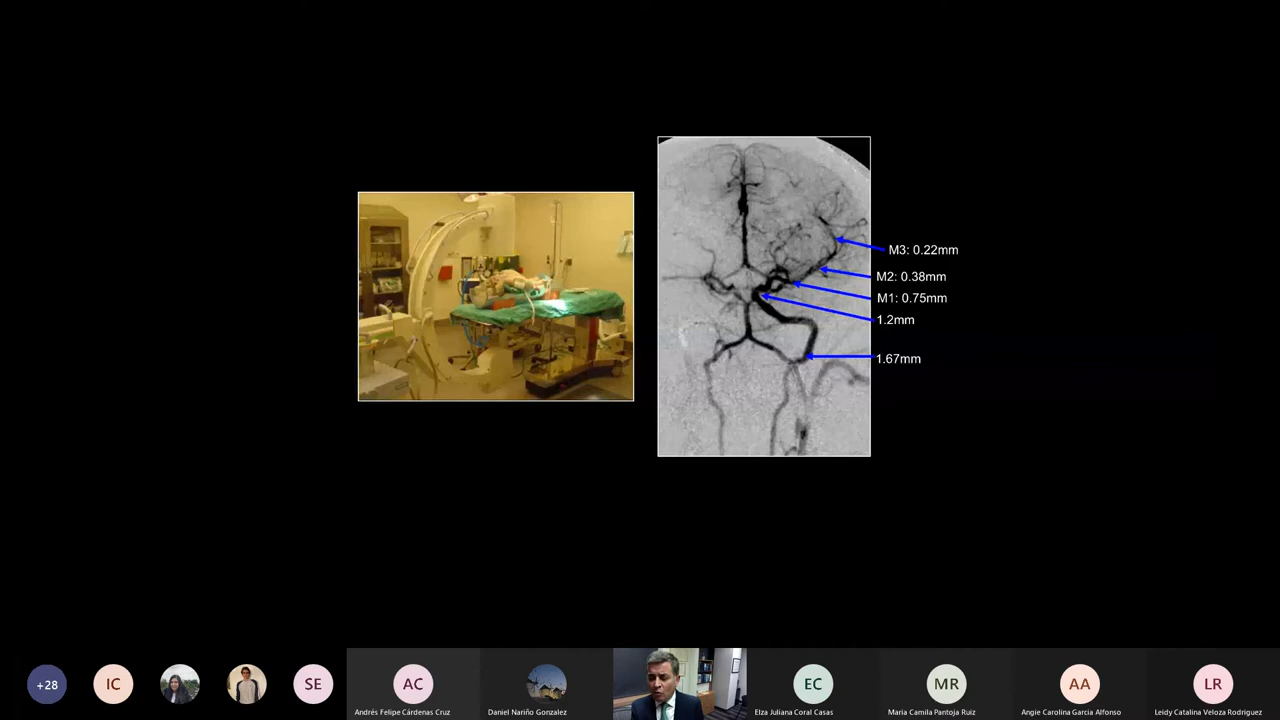 M3: 0.22mm
M2: 0.38mm
M1: 0.75mm
1.2mm
1.67mm
+28
IC
SE
AC
EC
MR
AA
LR
Andrés Felipe Cárdenas Cruz
Daniel Nariño Gonzalez
Elza Juliana Coral Casas
Maria Camila Pantoja Ruiz
Angie Carolina Garcia Alfonso
Leidy Catalina Veloza Rodriguez